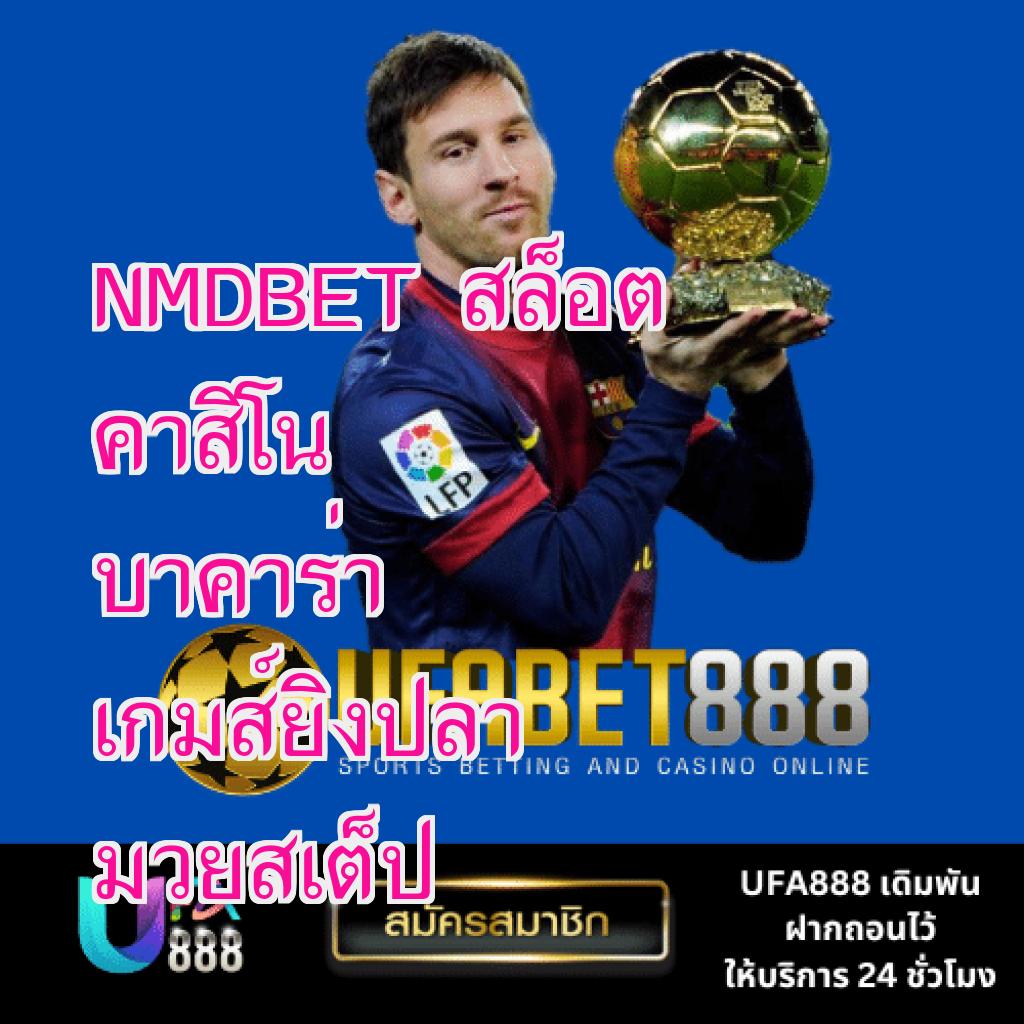 NMDBET สล็อต
LFP
คาสิโน
บาคาร่า
เกมส์ยิงปลา
UFABET888
SPORTS BETTING AND CASINO ONLINE
มวยสเต็ป
UFA
888
สมัครสมาชิก
UFA888 เดิมพัน
ฝากถอนไว้
ให้บริการ 24 ชั่วโมง